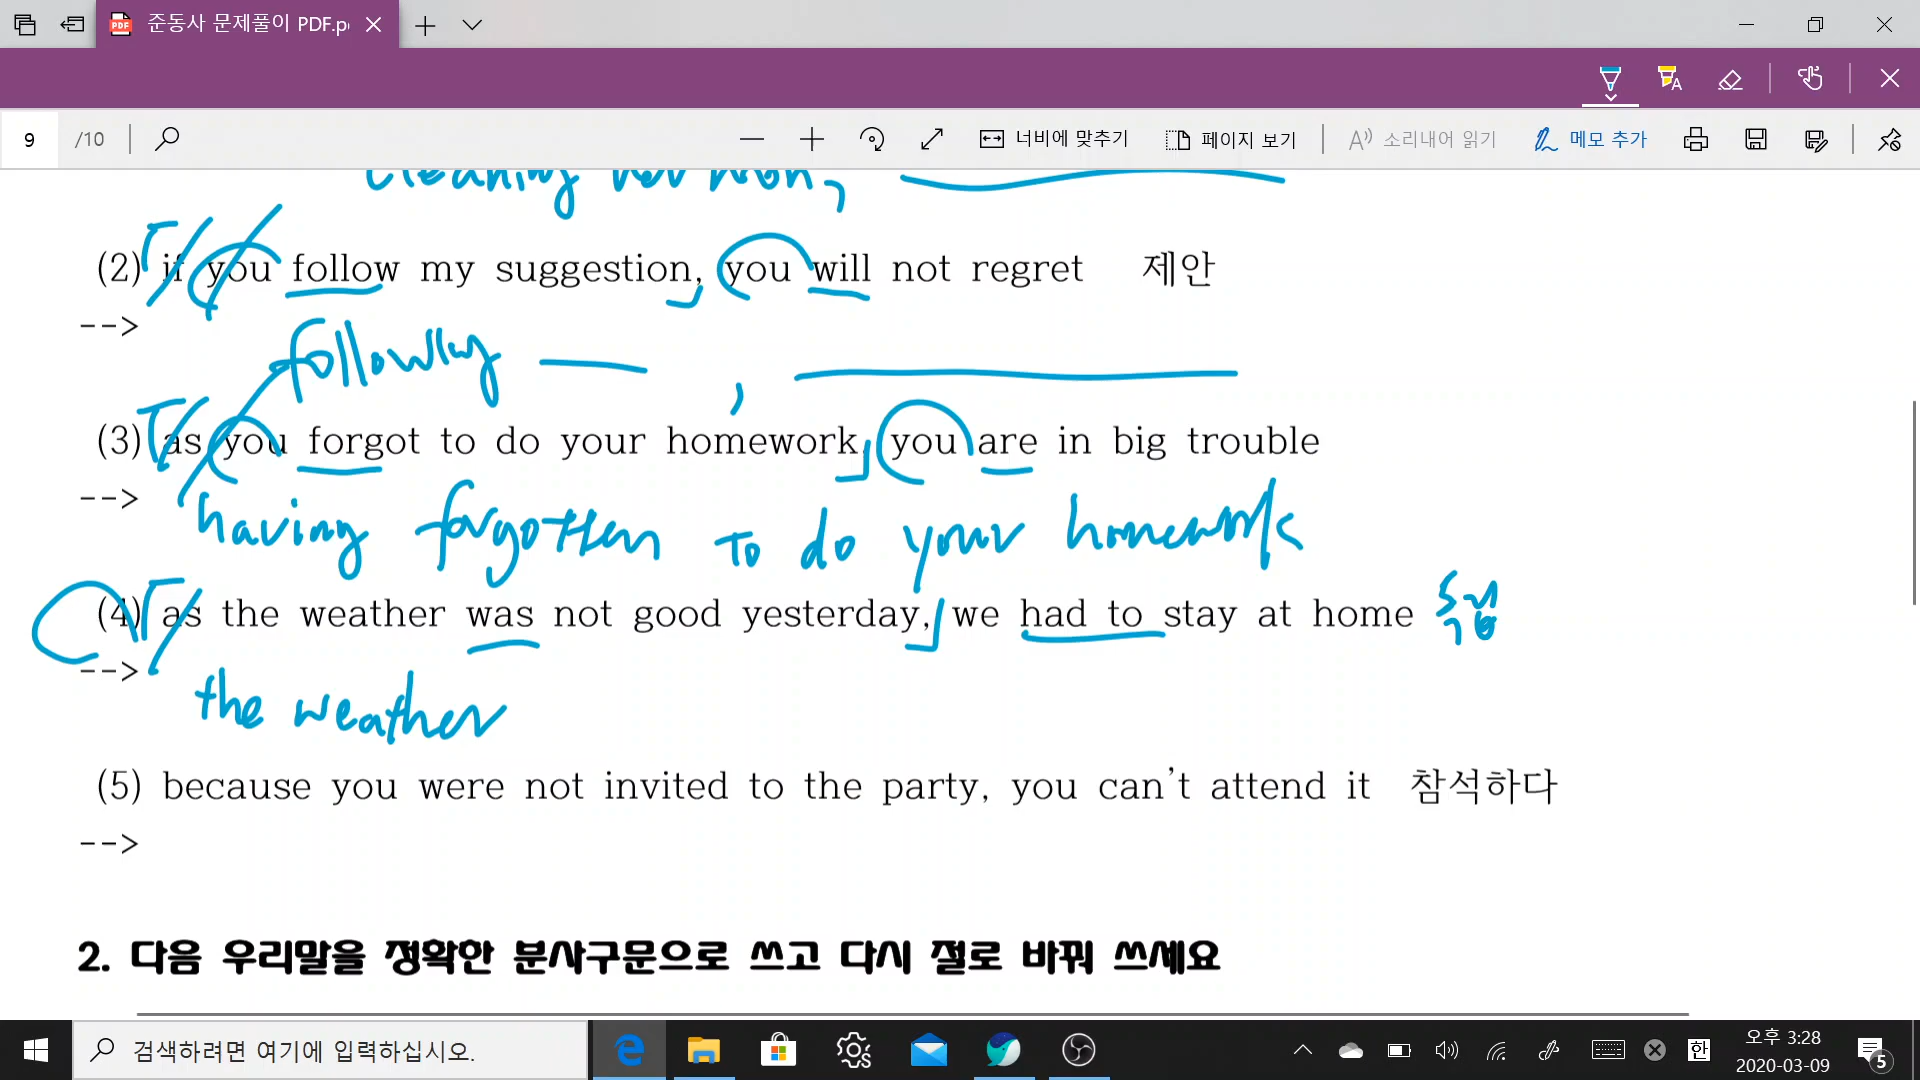 준동사 문제풀이 PDF.p
9 /10 너비에 맞추기 페이지 보기 소리내어 읽기 메모 추가
(2) if you follow my suggestion, you will not regret 제안
-->
following
,
(3) as you forgot to do your homework, you are in big trouble
-->
having forgotten to do your homework
(4) as the weather was not good yesterday, we had to stay at home
-->
the weather
(5) because you were not invited to the party, you can't attend it 참석하다
-->
2. 다음 우리말을 정확한 분사구문으로 쓰고 다시 절로 바꿔 쓰세요
검색하려면 여기에 입력하십시오.
한
오후 3:28
2020-03-09
5